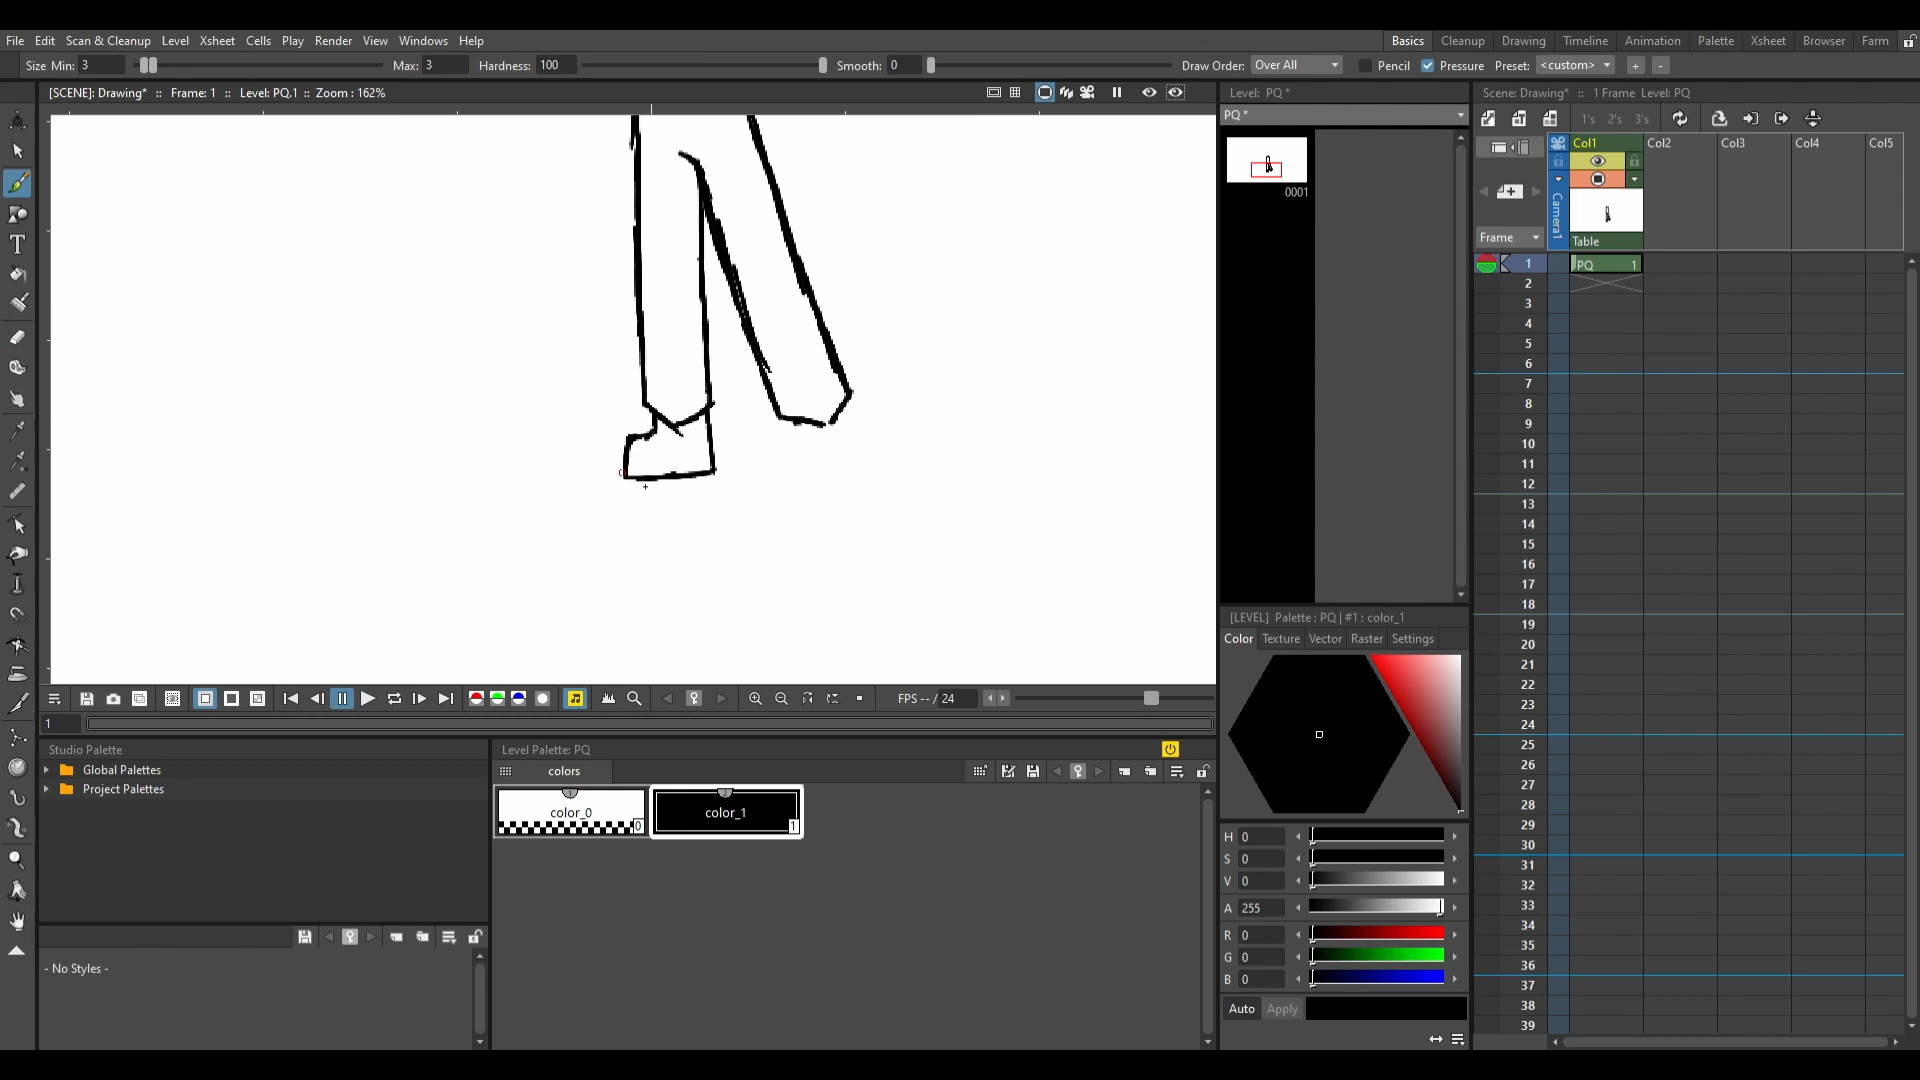 File Edit Scan & Cleanup Level Xsheet Cells Play Render View Windows Help
Basics Cleanup Drawing Timeline Animation Palette Xsheet Browser Farm
Size Min: 3 Max: 3 Hardness: 100 Smooth: 0 Draw Order: Over All Pencil Pressure Preset: <custom> + -
[SCENE]: Drawing* :: Frame: 1 :: Level: PQ.1 :: Zoom : 162%
Level: PQ *
PQ *
0001
Scene: Drawing* :: 1 Frame Level: PQ
1's 2's 3's
Col1 Col2 Col3 Col4 Col5
Camera1
Frame
Table
PQ 1
1
2
3
4
5
6
7
8
9
10
11
12
13
14
15
16
17
18
19
20
21
22
23
24
25
26
27
28
29
30
31
32
33
34
35
36
37
38
39
FPS -- / 24
1
Studio Palette
Global Palettes
Project Palettes
- No Styles -
Level Palette: PQ
colors
1
color_0
0
2
color_1
1
[LEVEL] Palette : PQ | #1 : color_1
Color Texture Vector Raster Settings
H 0
S 0
V 0
A 255
R 0
G 0
B 0
Auto Apply